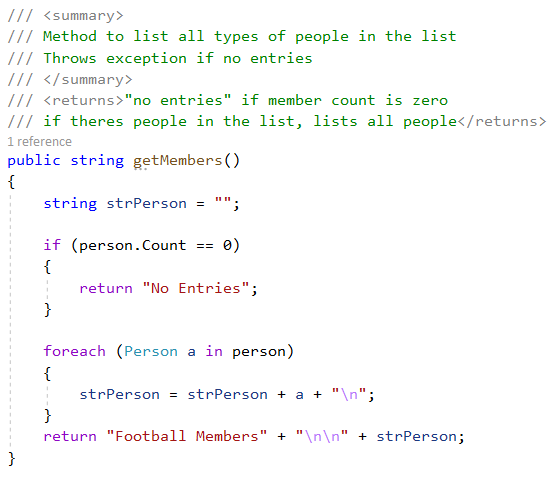 /// <summary>
/// Method to list all types of people in the list
/// Throws exception if no entries
/// </summary>
/// <returns>"no entries" if member count is zero
/// if theres people in the list, lists all people</returns>
1 reference
public string getMembers()
{
    string strPerson = "";

    if (person.Count == 0)
    {
        return "No Entries";
    }

    foreach (Person a in person)
    {
        strPerson = strPerson + a + "\n";
    }
    return "Football Members" + "\n\n" + strPerson;
}